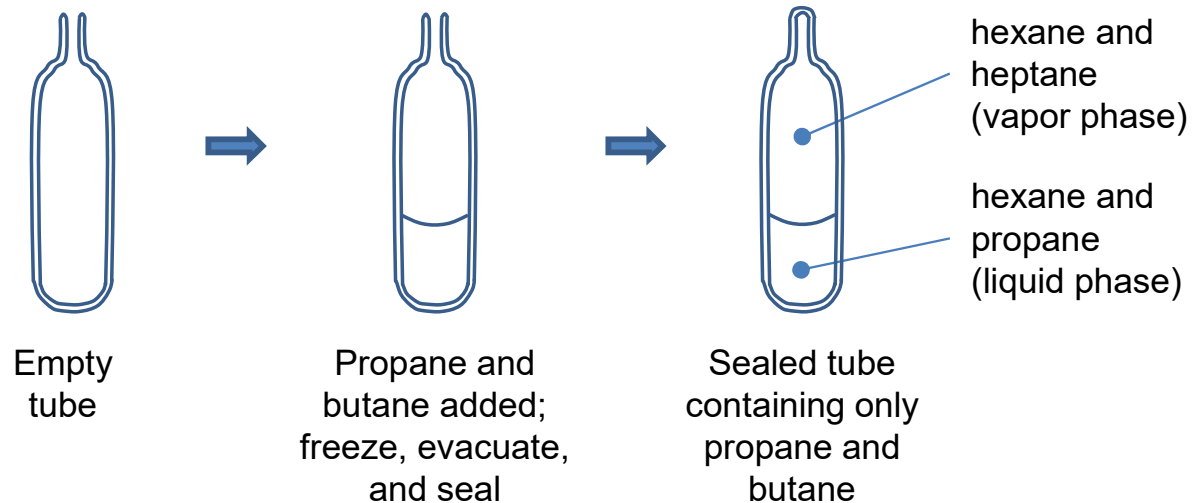 hexane and
heptane
(vapor phase)
hexane and
propane
(liquid phase)
Empty
tube
Propane and
butane added;
freeze, evacuate,
and seal
Sealed tube
containing only
propane and
butane